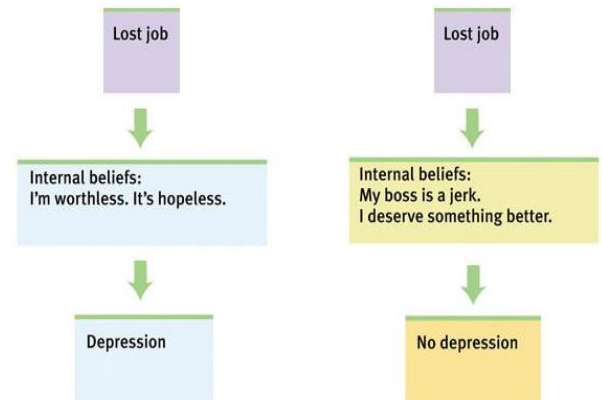 Lost job
Internal beliefs:
I'm worthless. It's hopeless.
Depression
Lost job
Internal beliefs:
My boss is a jerk.
I deserve something better.
No depression